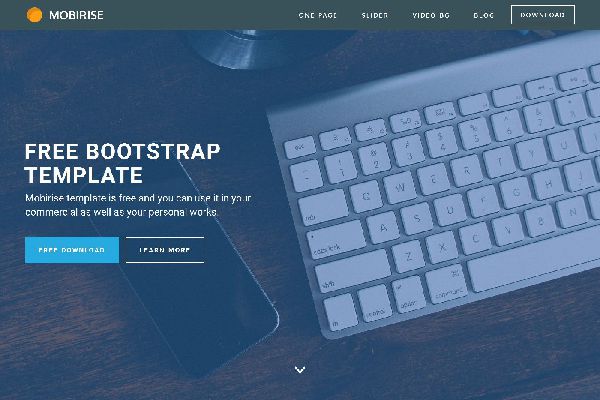 MOBIRISE
ONE PAGE
SLIDER
VIDEO BG
BLOG
DOWNLOAD
FREE BOOTSTRAP
TEMPLATE
Mobirise template is free and you can use it in your
commercial as well as your personal works.
FREE DOWNLOAD
LEARN MORE